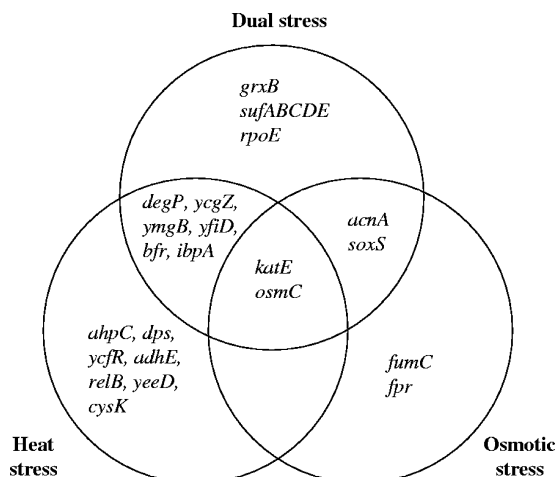 Dual stress
grxB
sufABCDE
rpoE
degP, ycgZ,
ymgB, yfiD,
bfr, ibpA
acnA
soxS
katE
osmC
ahpC, dps,
ycfR, adhE,
relB, yeeD,
cysK
fumC
fpr
Heat
stress
Osmotic
stress